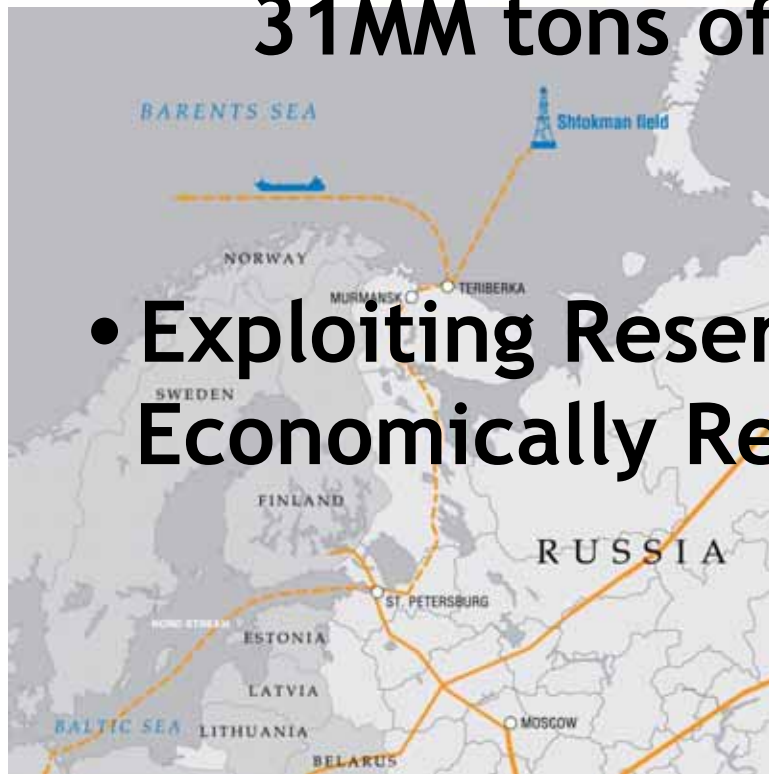 31MM tons of
BARENTS SEA
Shtokman field
NORWAY
MURMANSK
TERIBERKA
• Exploiting Reser
SWEDEN
Economically Re
FINLAND
RUSSIA
ST. PETERSBURG
NORD STREAM
ESTONIA
LATVIA
BALTIC SEA
LITHUANIA
MOSCOW
BELARUS